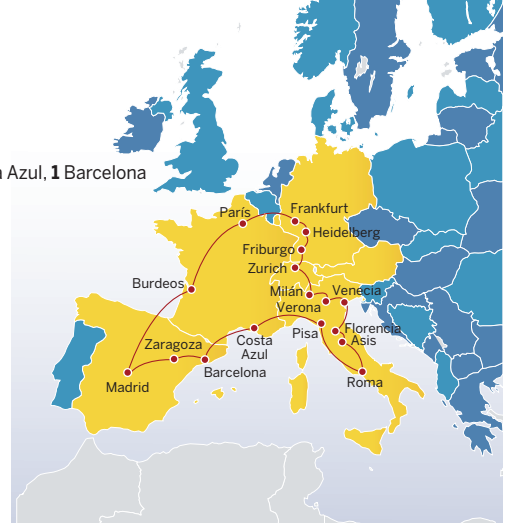 Azul, 1 Barcelona
París
Frankfurt
Heidelberg
Friburgo
Zurich
Burdeos
Milán
Venecia
Verona
Pisa
Florencia
Asis
Zaragoza
Costa
Azul
Barcelona
Madrid
Roma